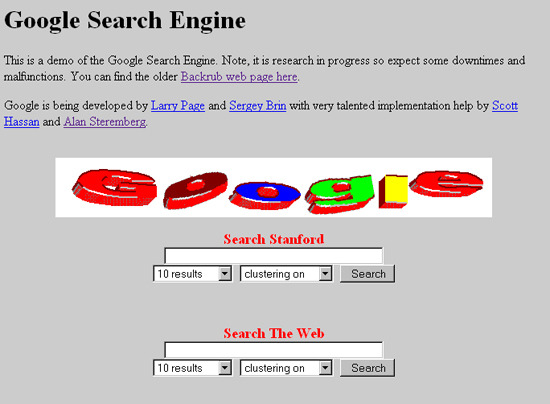 Google Search Engine
This is a demo of the Google Search Engine. Note, it is research in progress so expect some downtimes and
malfunctions. You can find the older Backrub web page here.
Google is being developed by Larry Page and Sergey Brin with very talented implementation help by Scott
Hassan and Alan Steremberg.
Google
Search Stanford
10 results clustering on Search
Search The Web
10 results clustering on Search